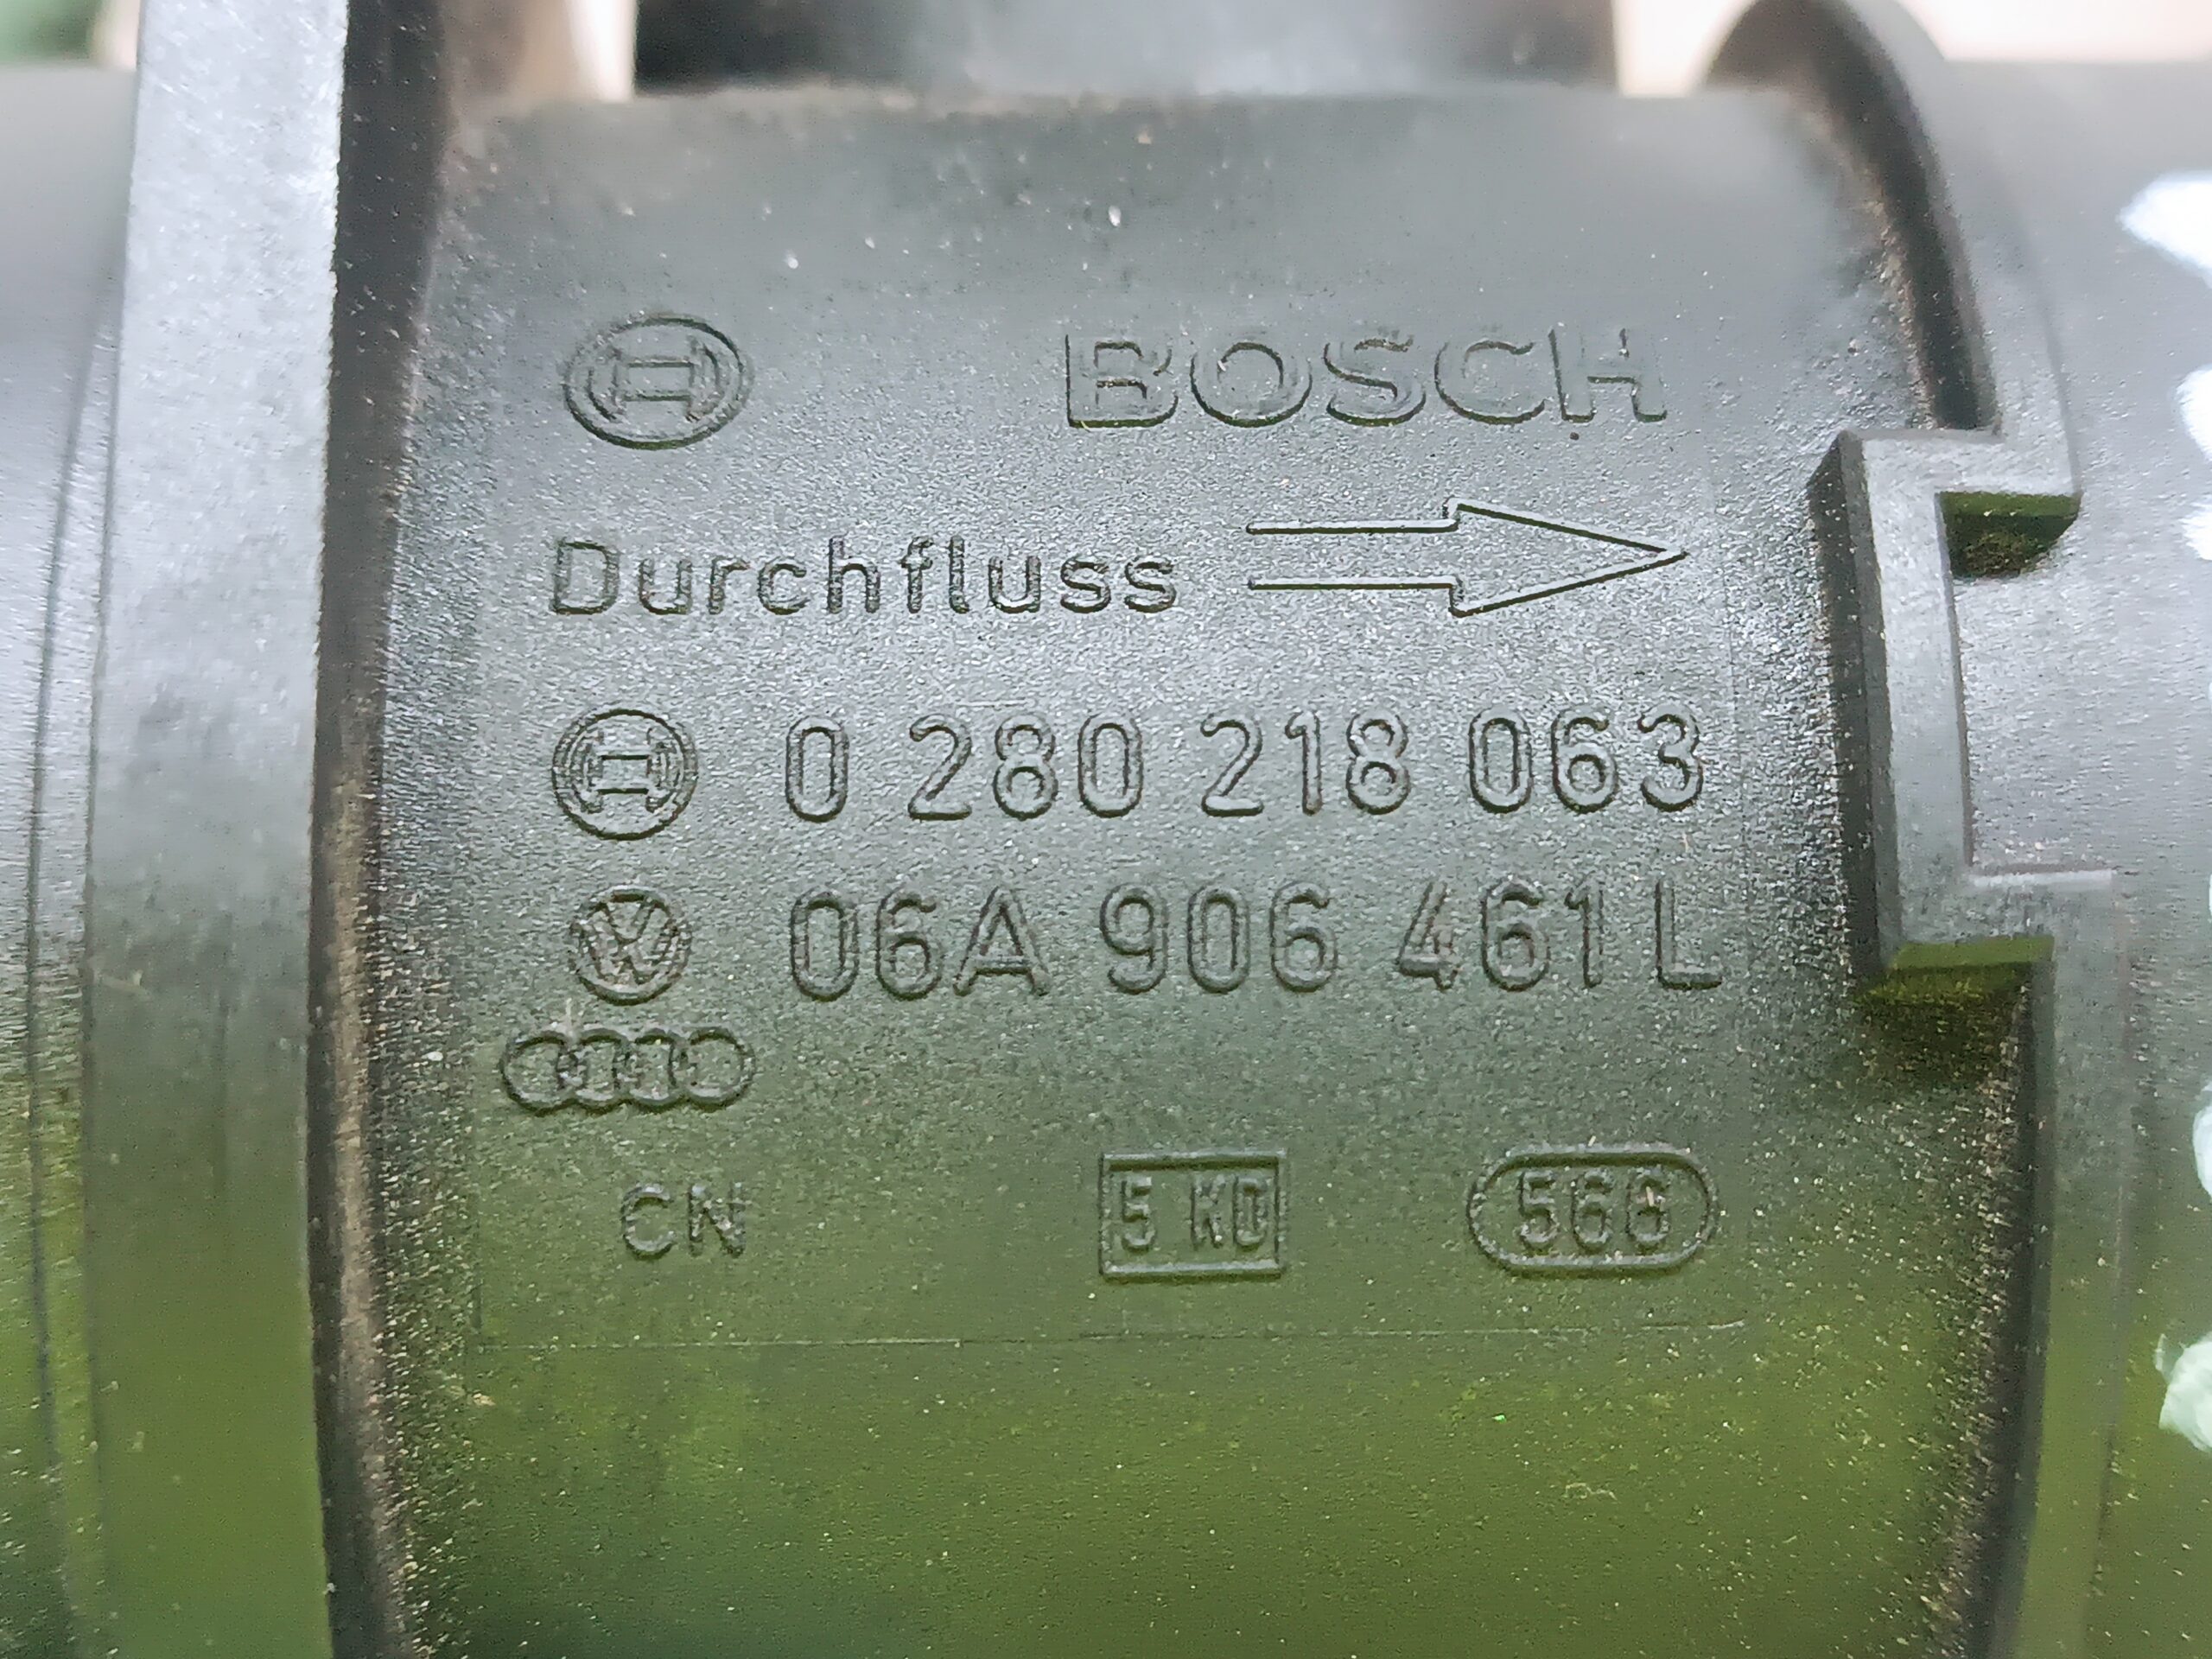 BOSCH
Durchfluss
0 280 218 063
06A 906 461 L
CN 5 KD 566